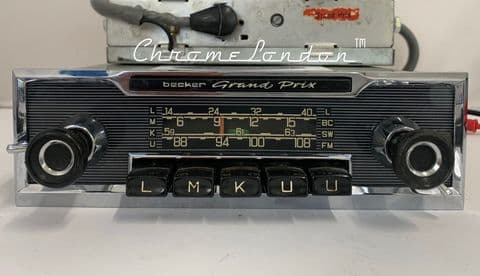 Chrome London™
becker Grand Prix
L 14 24 32 40 L
M 6 9 12 15 BC
K 59 61 63 SW
U 88 94 100 108 FM
L M K U U